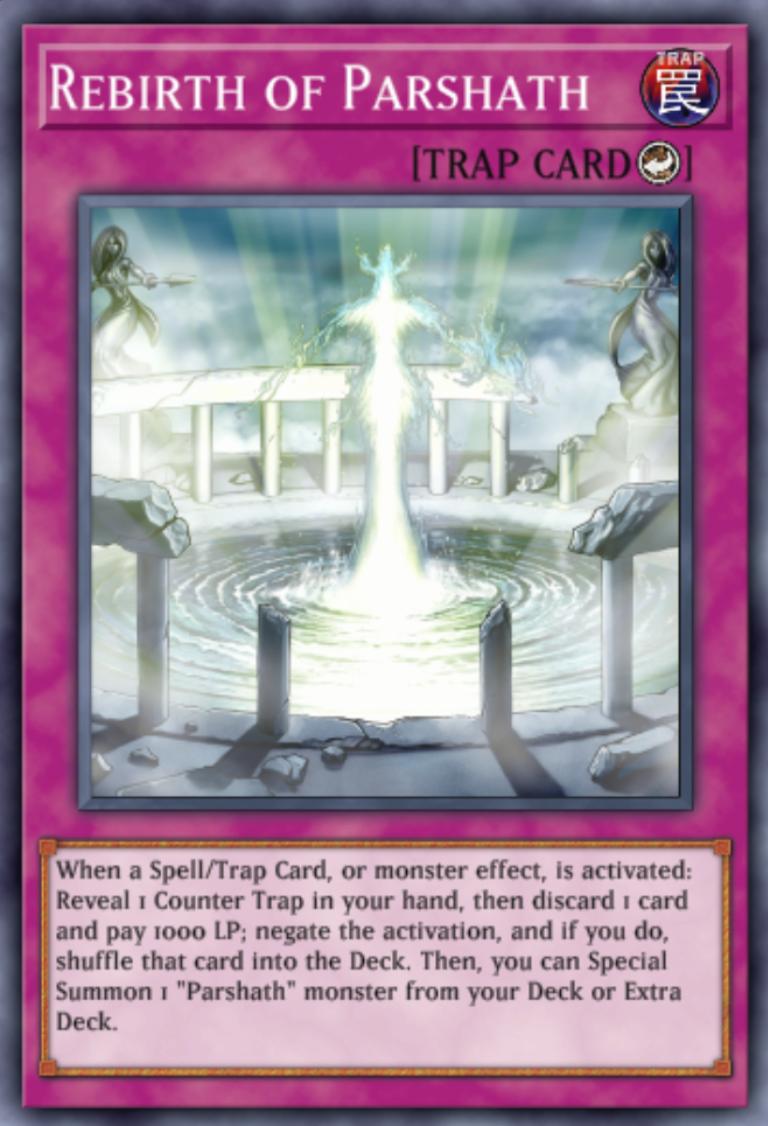 REBIRTH OF PARSHATH
TRAP
罠
[TRAP CARD]
When a Spell/Trap Card, or monster effect, is activated:
Reveal 1 Counter Trap in your hand, then discard 1 card
and pay 1000 LP; negate the activation, and if you do,
shuffle that card into the Deck. Then, you can Special
Summon 1 "Parshath" monster from your Deck or Extra
Deck.